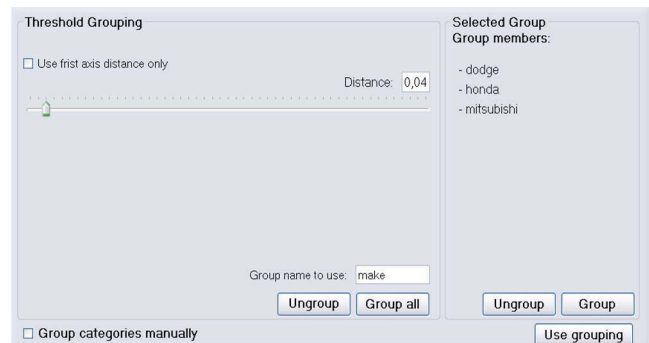 Threshold Grouping
Use frist axis distance only
Distance: 0,04
Group name to use: make
Ungroup Group all
Group categories manually
Selected Group
Group members:
- dodge
- honda
- mitsubishi
Ungroup Group
Use grouping